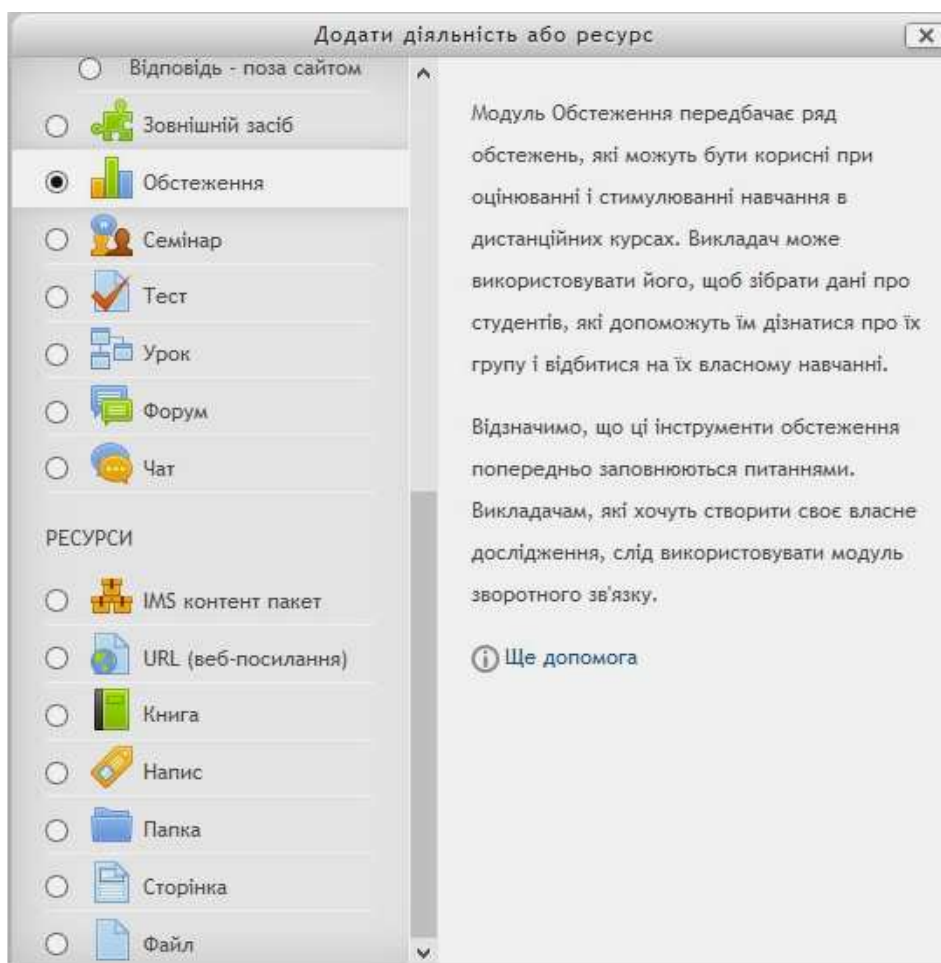 Додати діяльність або ресурс
Відповідь - поза сайтом
Зовнішній засіб
Обстеження
Семінар
Тест
Урок
Форум
Чат
РЕСУРСИ
IMS контент пакет
URL (веб-посилання)
Книга
Напис
Папка
Сторінка
Файл
Модуль Обстеження передбачає ряд
обстежень, які можуть бути корисні при
оцінюванні і стимулюванні навчання в
дистанційних курсах. Викладач може
використовувати його, щоб зібрати дані про
студентів, які допоможуть їм дізнатися про їх
групу і відбитися на їх власному навчанні.
Відзначимо, що ці інструменти обстеження
попередньо заповнюються питаннями.
Викладачам, які хочуть створити своє власне
дослідження, слід використовувати модуль
зворотного зв'язку.
Ще допомога